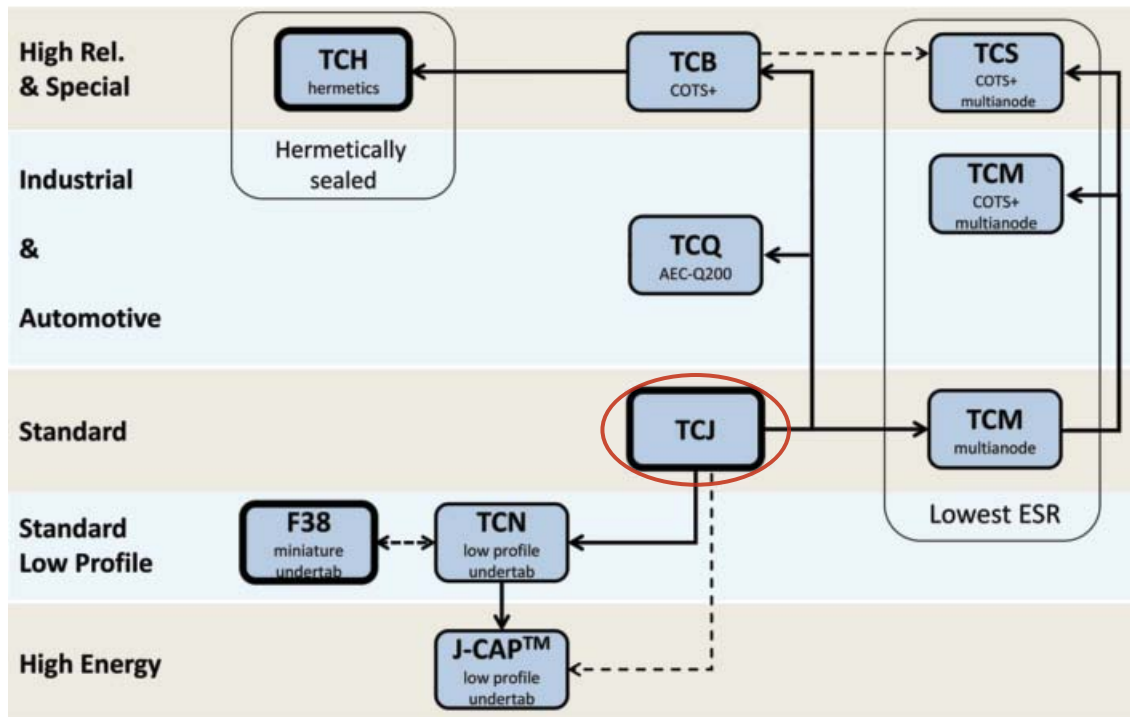 High Rel.
& Special
TCH
hermetics
TCB
COTS+
TCS
COTS+
multianode
Hermetically
sealed
Industrial
&
Automotive
TCM
COTS+
multianode
TCQ
AEC-Q200
Standard
TCJ
TCM
multianode
Lowest ESR
Standard
Low Profile
F38
miniature
undertab
TCN
low profile
undertab
High Energy
J-CAP™
low profile
undertab